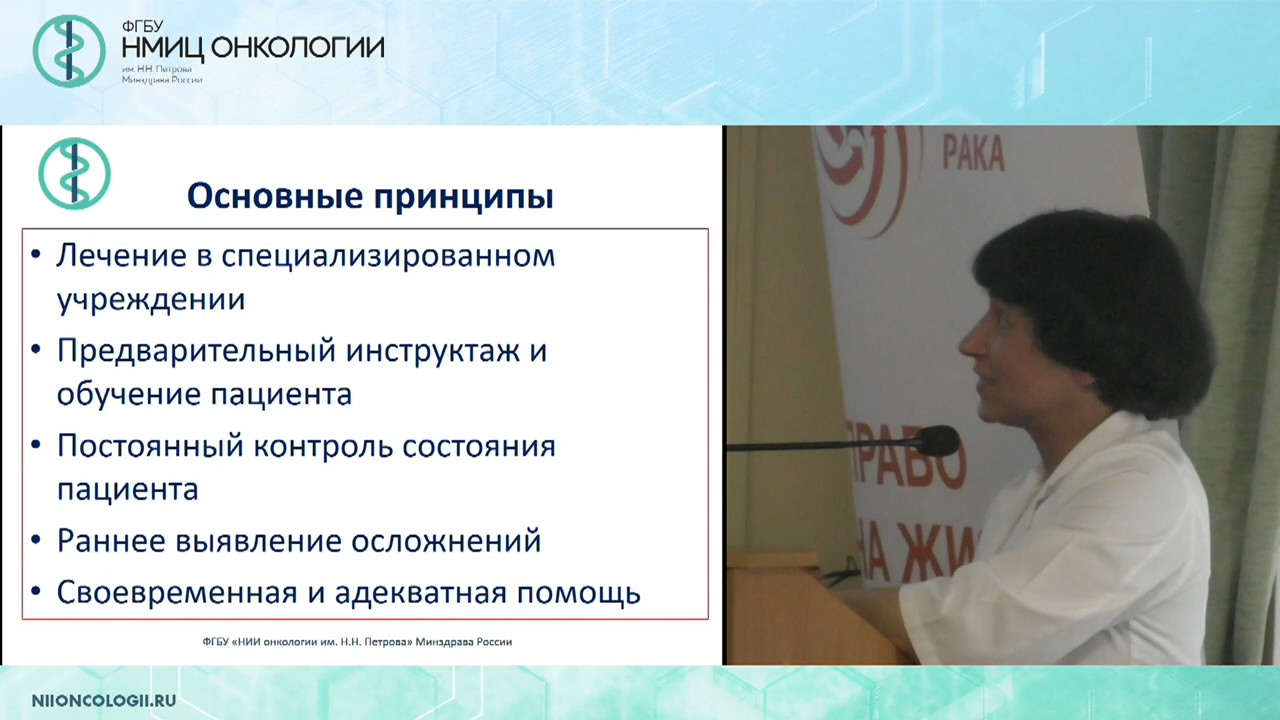 ФГБУ
НМИЦ ОНКОЛОГИИ
им. Н.Н. Петрова
Минздрава России
Основные принципы
• Лечение в специализированном
учреждении
• Предварительный инструктаж и
обучение пациента
• Постоянный контроль состояния
пациента
• Раннее выявление осложнений
• Своевременная и адекватная помощь
ФГБУ «НИИ онкологии им. Н.Н. Петрова» Минздрава России
РАКА
ПРАВО
НА ЖИ
NIIONCOLOGII.RU